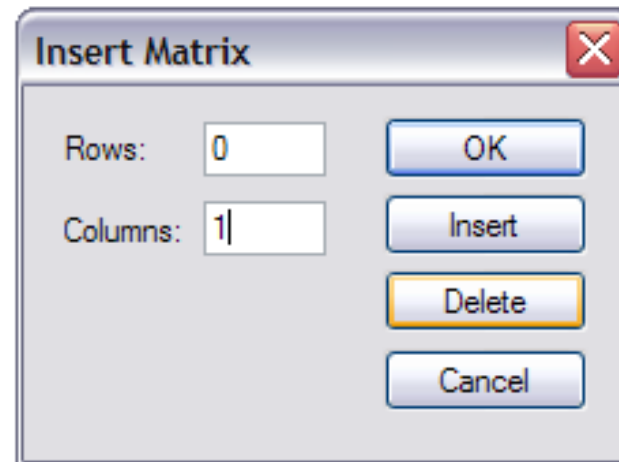 Insert Matrix
Rows: 0
OK
Columns: 1
Insert
Delete
Cancel